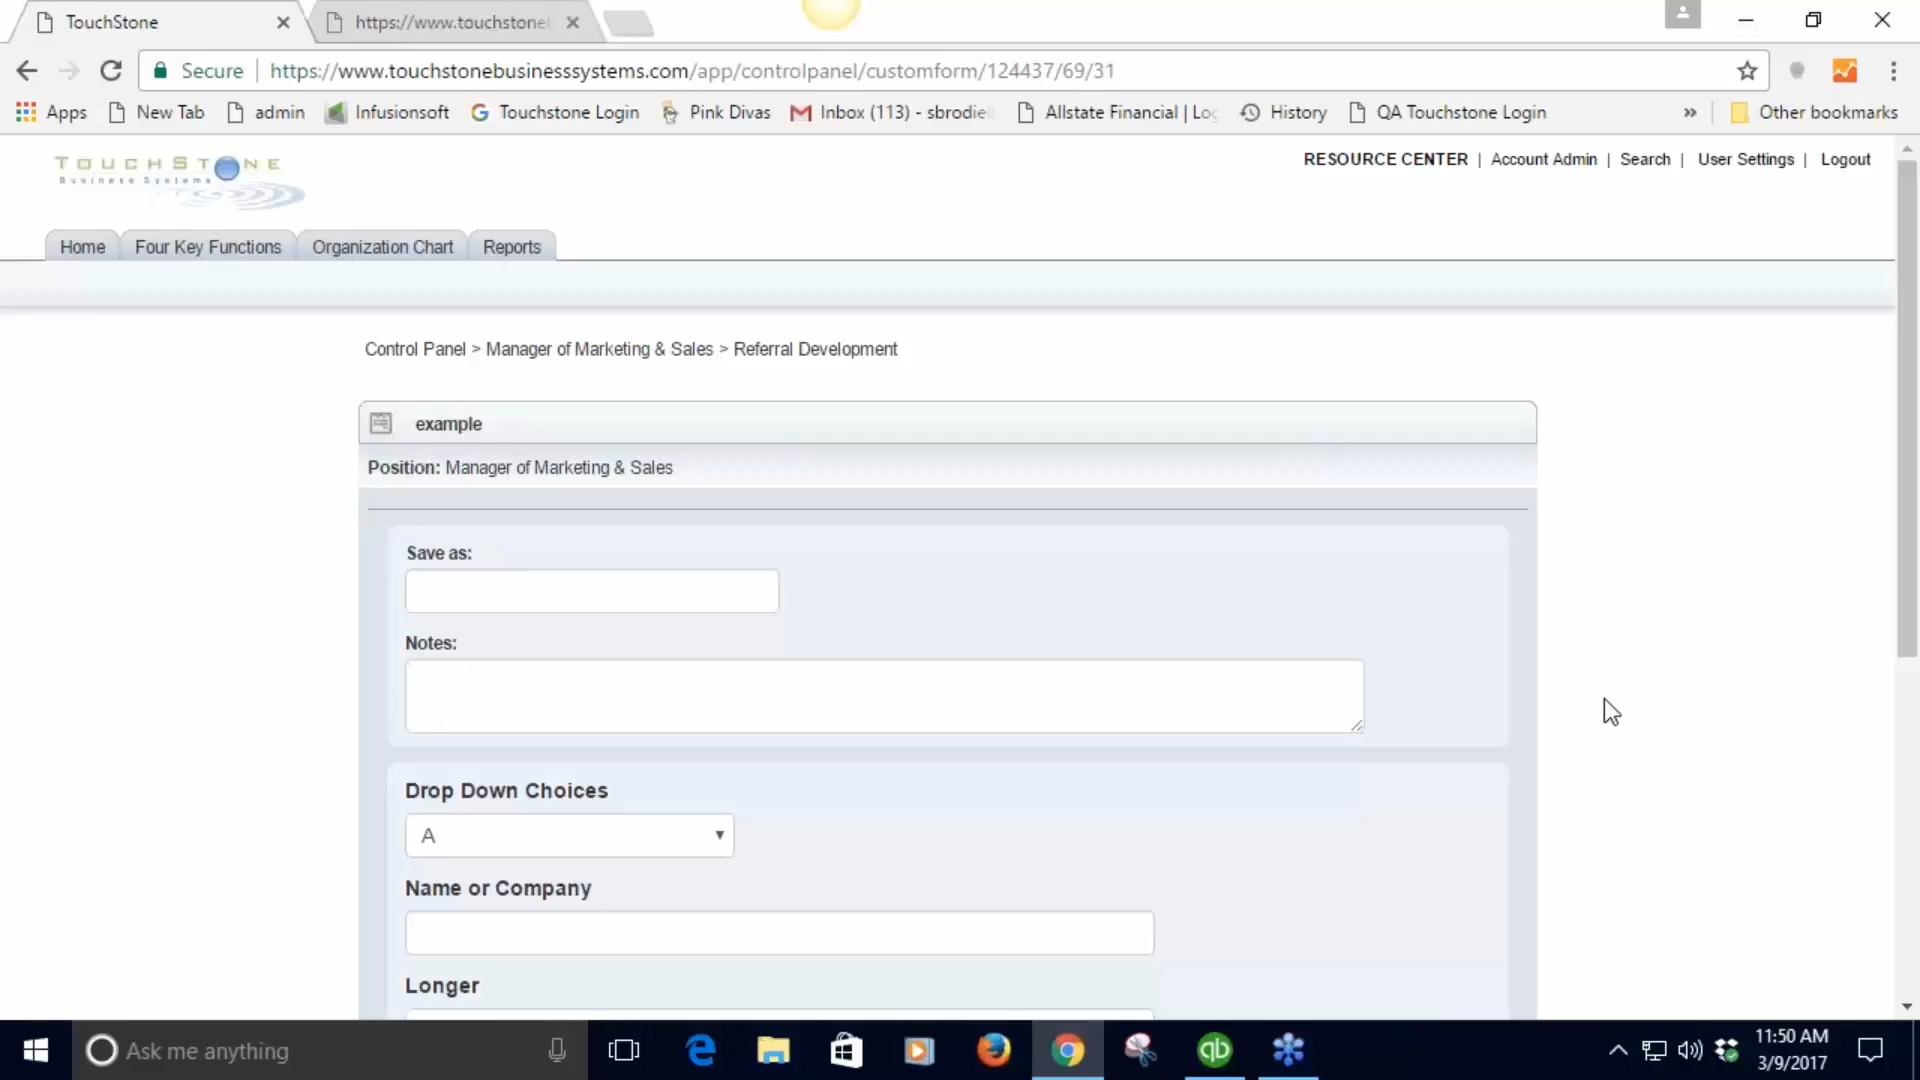 TouchStone
https://www.touchstonel
Secure
https://www.touchstonebusinesssystems.com/app/controlpanel/customform/124437/69/31
Apps
New Tab
admin
Infusionsoft
Touchstone Login
Pink Divas
Inbox (113) - sbrodie
Allstate Financial | Log
History
QA Touchstone Login
»
Other bookmarks
TOUCHSTONE
Business Systems
RESOURCE CENTER | Account Admin | Search | User Settings | Logout
Home
Four Key Functions
Organization Chart
Reports
Control Panel > Manager of Marketing & Sales > Referral Development
example
Position: Manager of Marketing & Sales
Save as:
Notes:
Drop Down Choices
A
Name or Company
Longer
Ask me anything
qb
11:50 AM
3/9/2017